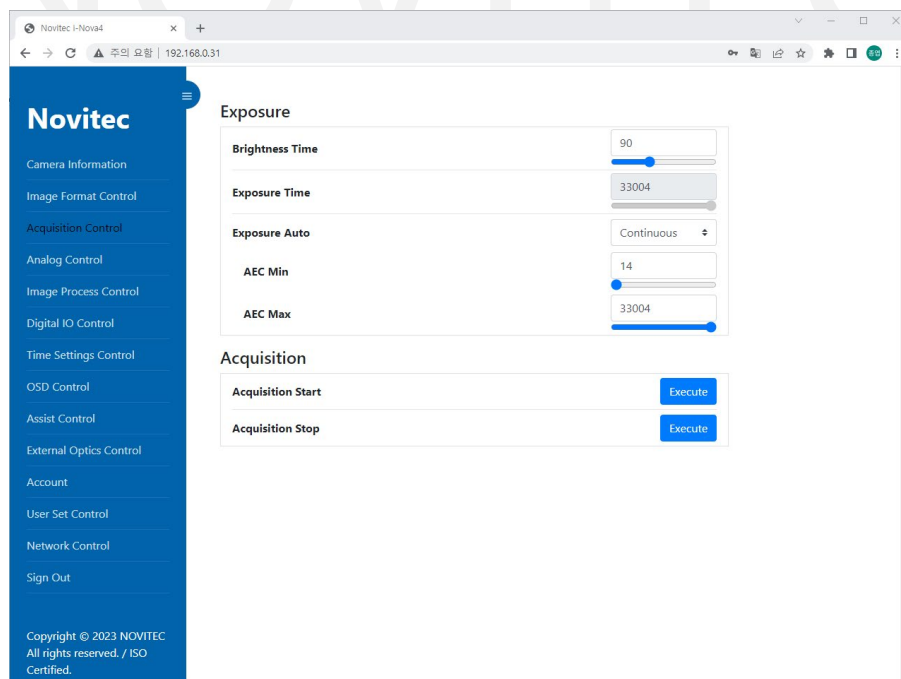 Novitec i-Nova4
주의 요함 | 192.168.0.31
종엽
Novitec
Camera Information
Image Format Control
Acquisition Control
Analog Control
Image Process Control
Digital IO Control
Time Settings Control
OSD Control
Assist Control
External Optics Control
Account
User Set Control
Network Control
Sign Out
Copyright © 2023 NOVITEC
All rights reserved. / ISO
Certified.
Exposure
Brightness Time 90
Exposure Time 33004
Exposure Auto Continuous
AEC Min 14
AEC Max 33004
Acquisition
Acquisition Start Execute
Acquisition Stop Execute